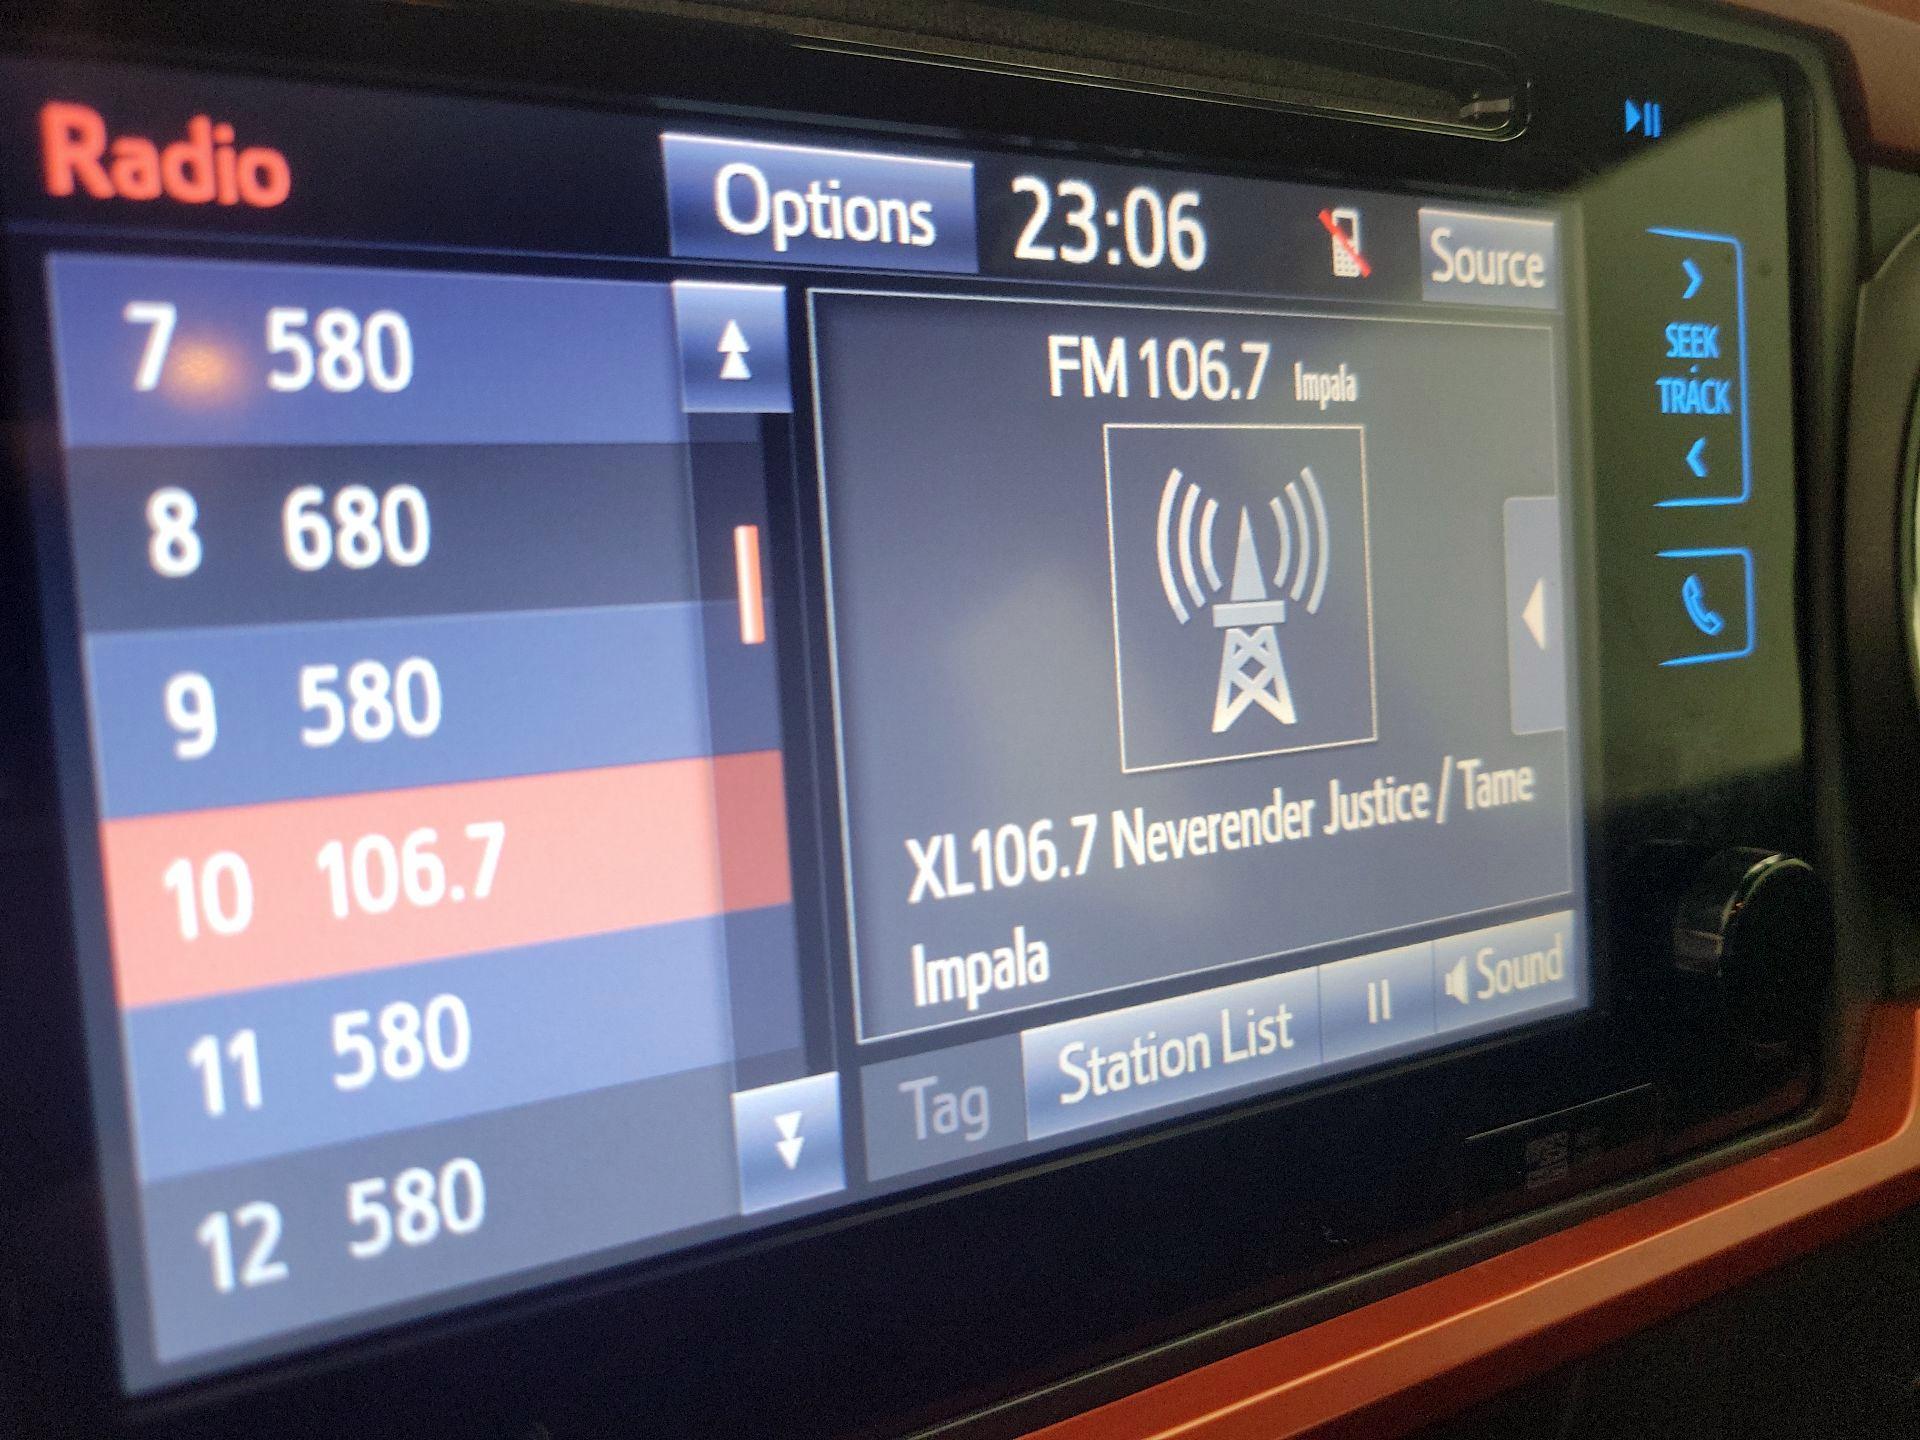 Radio
Options
23:06
Source
7 580
8 680
9 580
10 106.7
11 580
12 580
FM 106.7 Impala
XL106.7 Neverender Justice / Tame
Impala
Tag
Station List
Sound
SEEK
TRACK